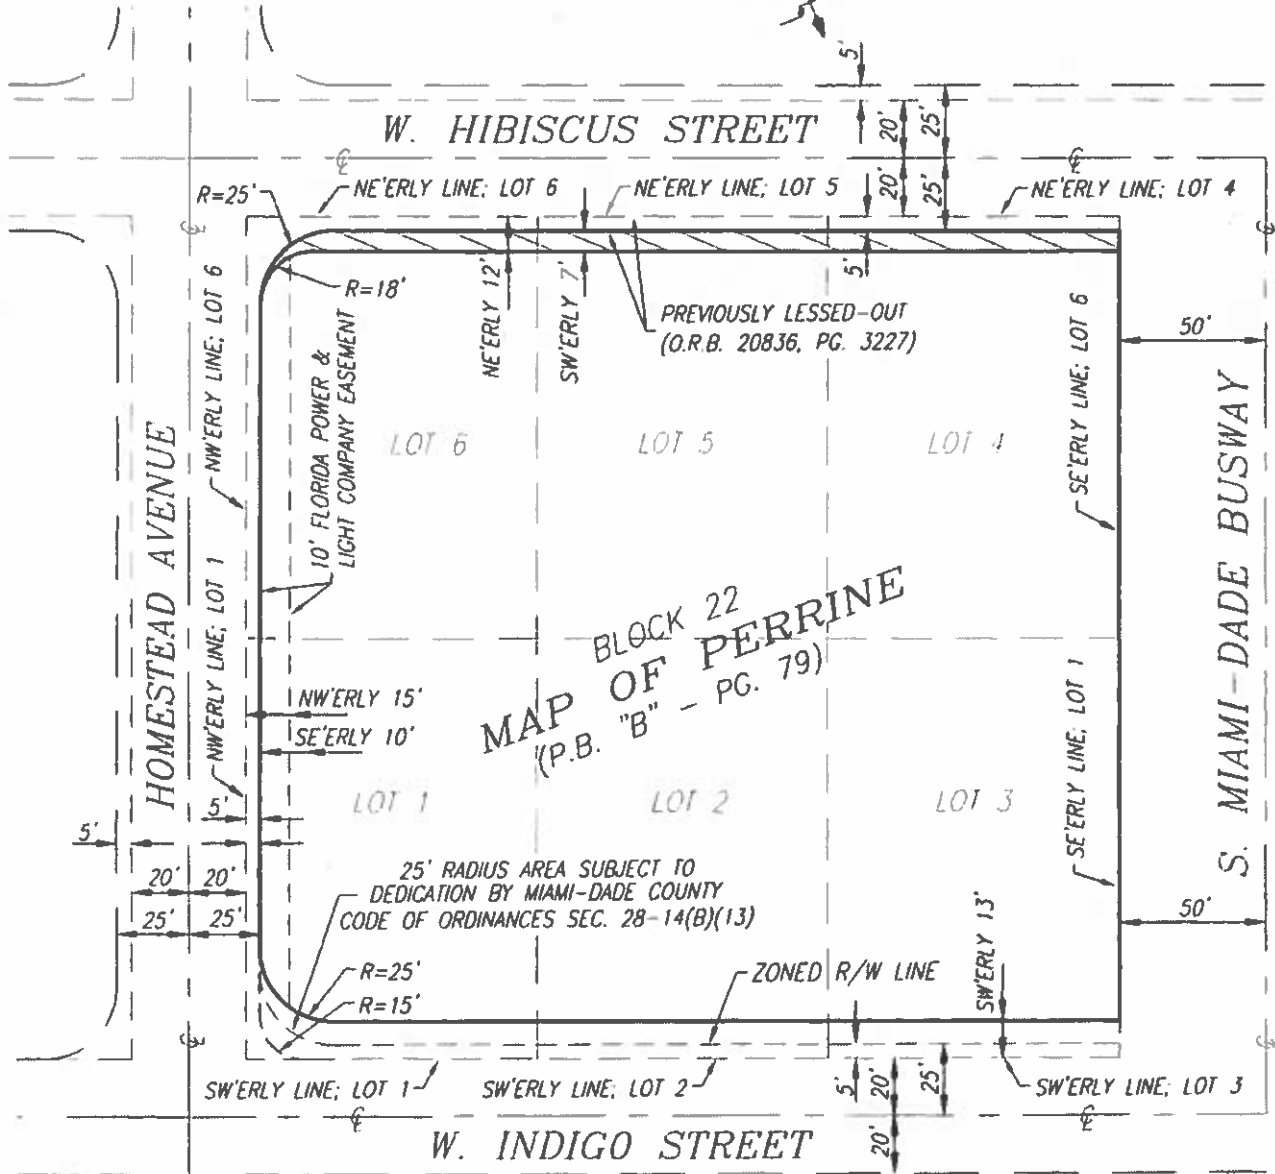 5'
W. HIBISCUS STREET
20'
25'
℄
℄
R=25'
NE'ERLY LINE; LOT 6
NE'ERLY LINE; LOT 5
20'
25'
NE'ERLY LINE; LOT 4
℄
℄
R=18'
5'
NE'ERLY 12'
SW'ERLY 7'
PREVIOUSLY LESSED-OUT
(O.R.B. 20836, PG. 3227)
50'
NW'ERLY LINE; LOT 6
10' FLORIDA POWER &
LIGHT COMPANY EASEMENT
SE'ERLY LINE; LOT 6
LOT 6
LOT 5
LOT 4
HOMESTEAD AVENUE
S. MIAMI-DADE BUSWAY
NW'ERLY LINE; LOT 1
BLOCK 22
MAP OF PERRINE
(P.B. "B" - PG. 79)
NW'ERLY 15'
SE'ERLY 10'
SE'ERLY LINE; LOT 1
LOT 1
LOT 2
LOT 3
5'
5'
20'
20'
25'
25'
25' RADIUS AREA SUBJECT TO
DEDICATION BY MIAMI-DADE COUNTY
CODE OF ORDINANCES SEC. 28-14(B)(13)
50'
SW'ERLY 13'
R=25'
R=15'
ZONED R/W LINE
℄
℄
SW'ERLY LINE; LOT 1
SW'ERLY LINE; LOT 2
5'
20'
25'
SW'ERLY LINE; LOT 3
℄
℄
W. INDIGO STREET
20'